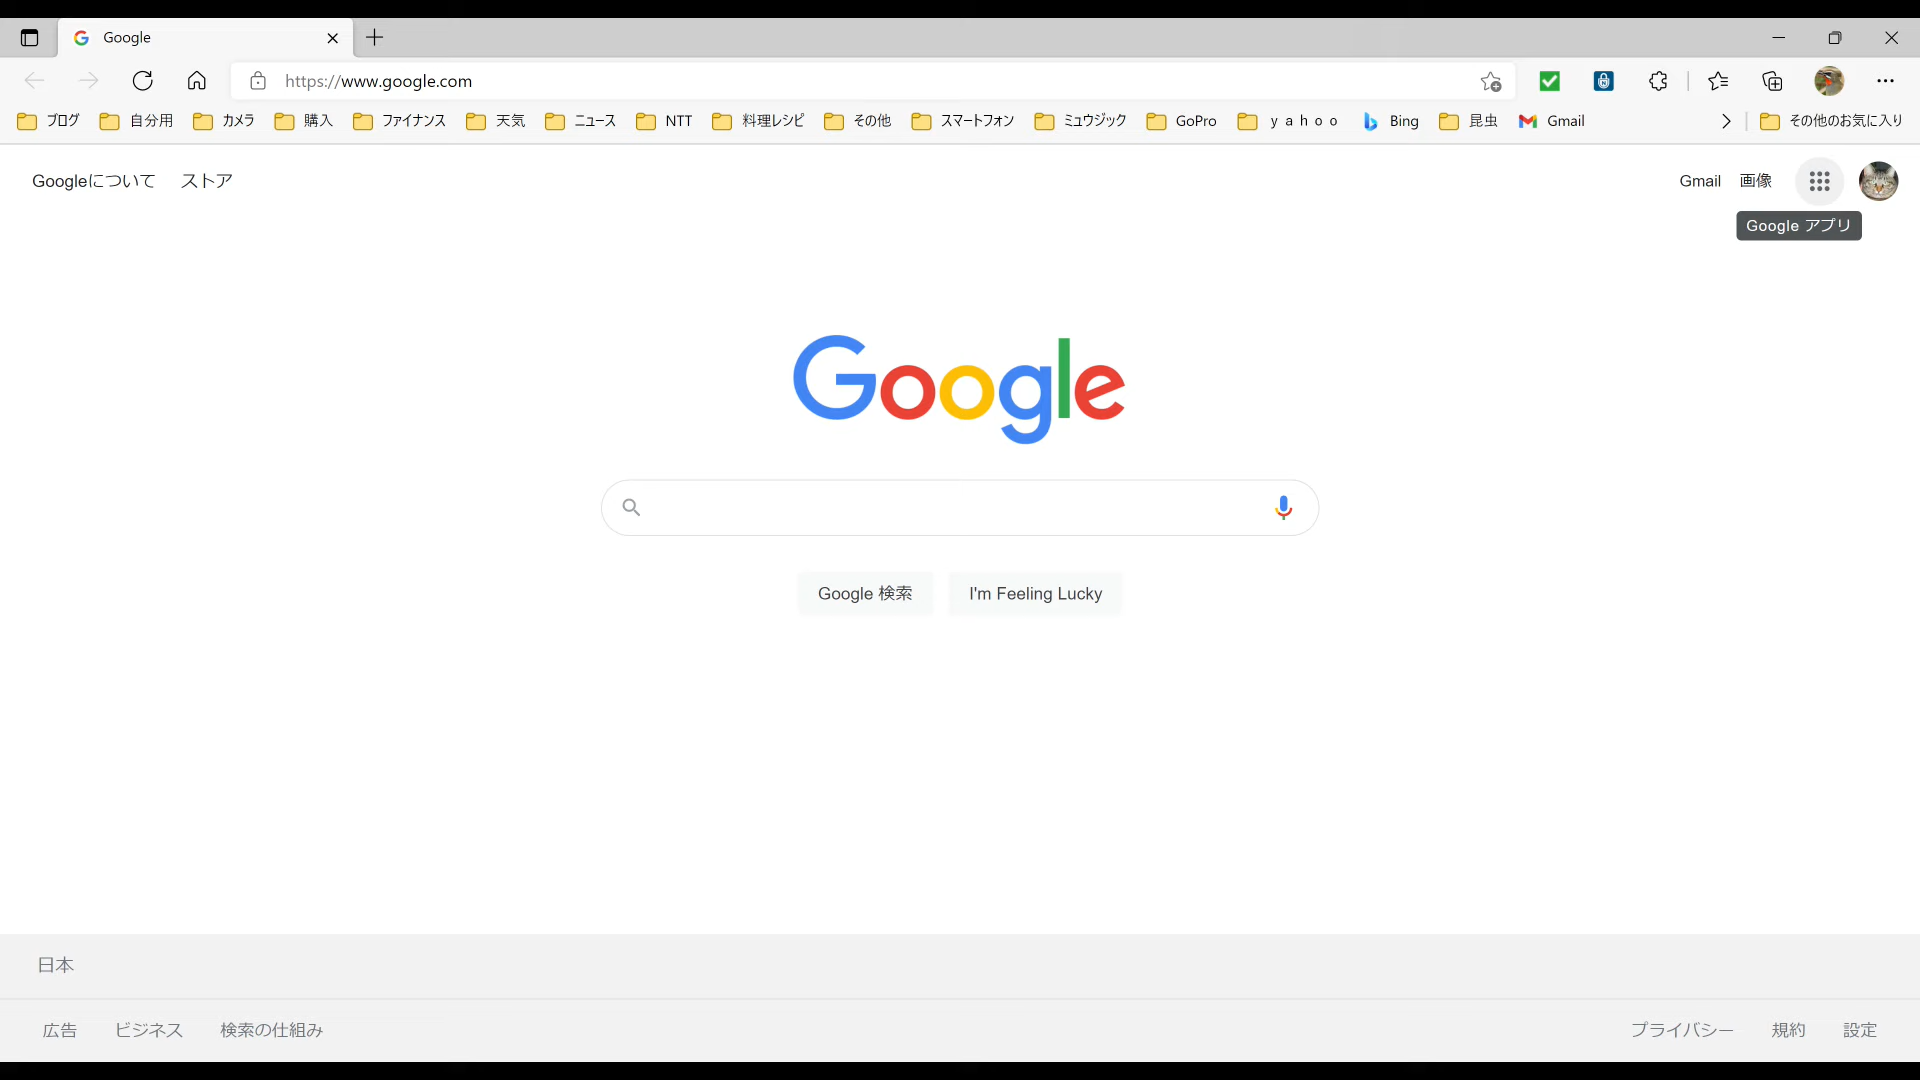 Google
https://www.google.com
ブログ 自分用 カメラ 購入 ファイナンス 天気 ニュース NTT 料理レシピ その他 スマートフォン ミュウジック GoPro ｙａｈｏｏ Bing 昆虫 Gmail その他のお気に入り
Googleについて ストア Gmail 画像
Google アプリ
Google
Google 検索 I'm Feeling Lucky
日本
広告 ビジネス 検索の仕組み プライバシー 規約 設定